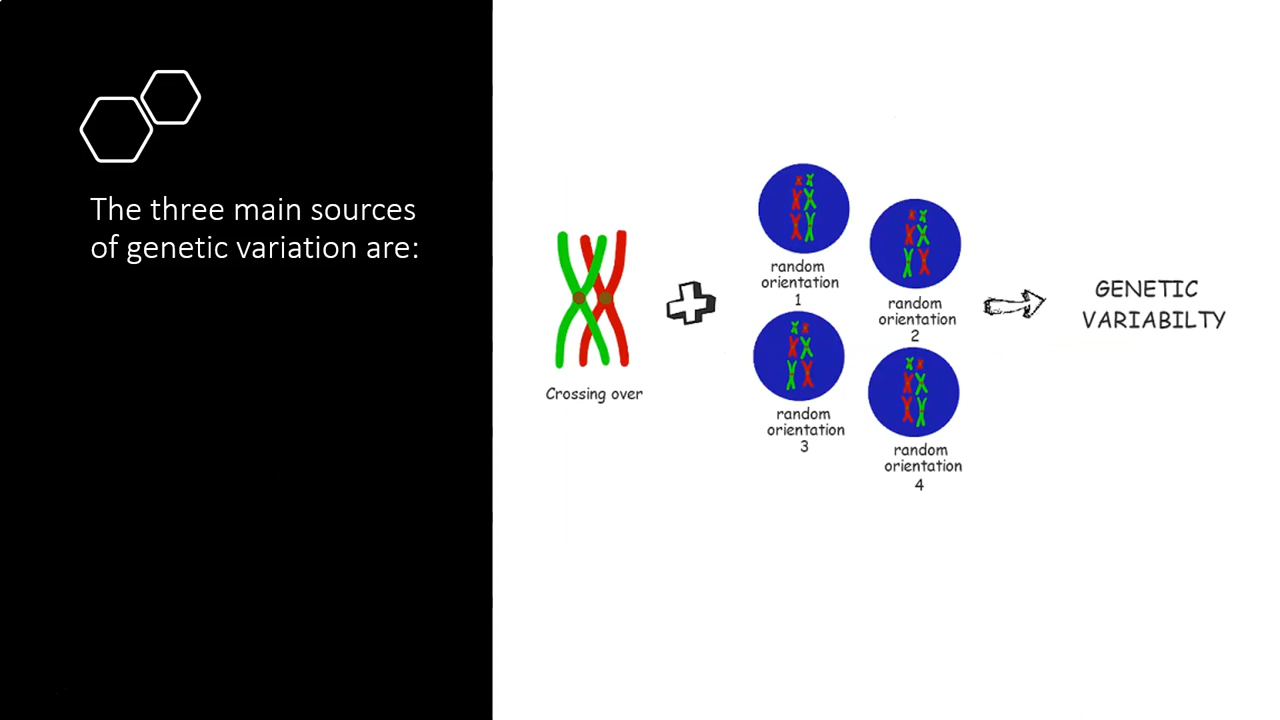 The three main sources
of genetic variation are:
Crossing over
random
orientation
1
random
orientation
2
random
orientation
3
random
orientation
4
GENETIC
VARIABILTY